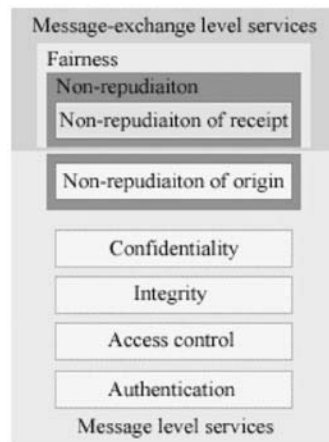 Message-exchange level services
Fairness
Non-repudiaiton
Non-repudiaiton of receipt
Non-repudiaiton of origin
Confidentiality
Integrity
Access control
Authentication
Message level services